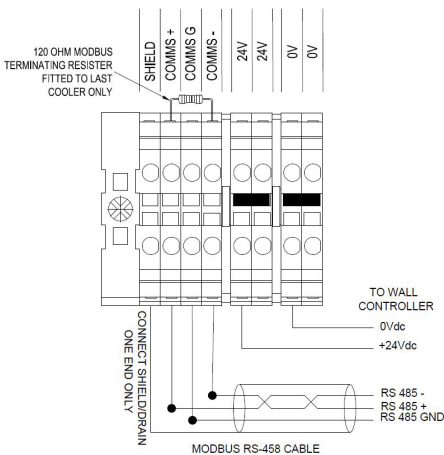 120 OHM MODBUS
TERMINATING RESISTER
FITTED TO LAST
COOLER ONLY
SHIELD
COMMS +
COMMS G
COMMS -
24V
24V
0V
0V
TO WALL
CONTROLLER
0Vdc
+24Vdc
CONNECT SHIELD/DRAIN
ONE END ONLY
RS 485 -
RS 485 +
RS 485 GND
MODBUS RS-458 CABLE